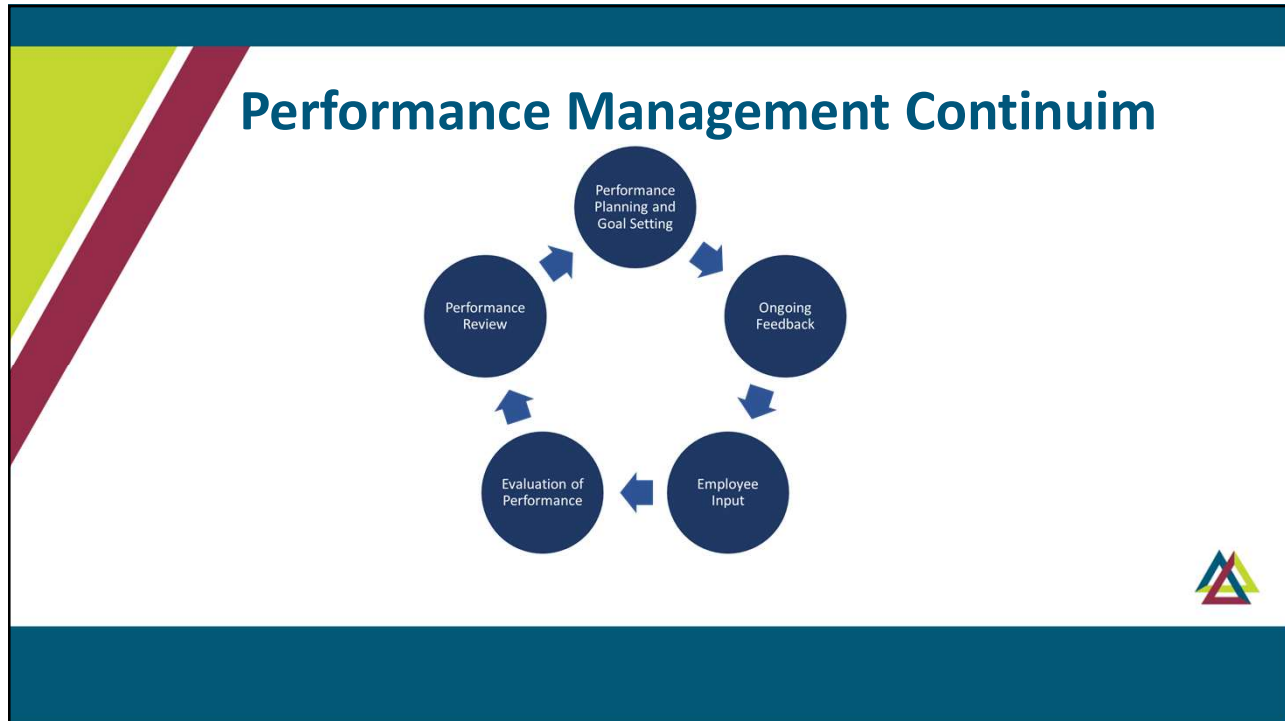 Performance Management Continuim
Performance
Planning and
Goal Setting
Ongoing
Feedback
Employee
Input
Evaluation of
Performance
Performance
Review